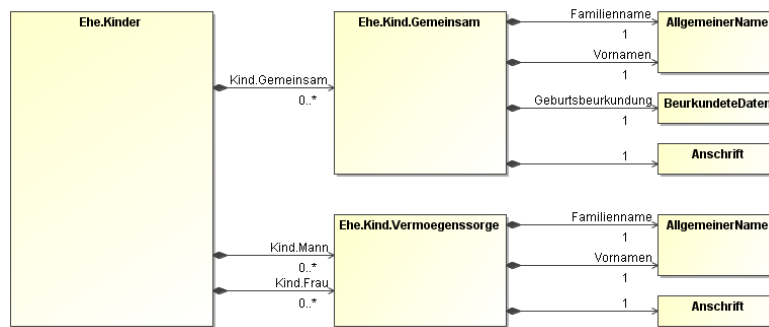 Ehe.Kinder
Kind.Gemeinsam
0..*
Kind.Mann
0..*
Kind.Frau
0..*
Ehe.Kind.Gemeinsam
Familienname
1
Vornamen
1
Geburtsbeurkundung
1
1
AllgemeinerName
BeurkundeteDaten
Anschrift
Ehe.Kind.Vermoegenssorge
Familienname
1
Vornamen
1
1
AllgemeinerName
Anschrift